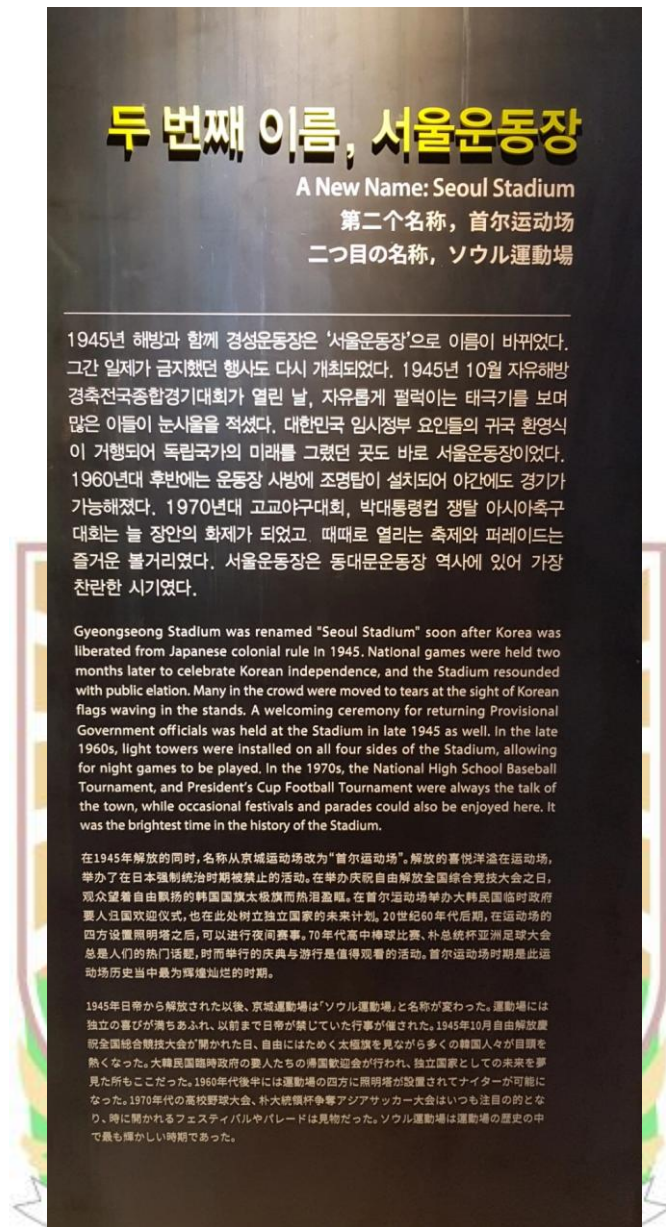 두 번째 이름, 서울운동장
A New Name: Seoul Stadium
第二个名称，首尔运动场
二つ目の名称，ソウル運動場
1945년 해방과 함께 경성운동장은 ‘서울운동장’으로 이름이 바뀌었다.
그간 일제가 금지했던 행사도 다시 개최되었다. 1945년 10월 자유해방
경축전국종합경기대회가 열린 날, 자유롭게 펄럭이는 태극기를 보며
많은 이들이 눈시울을 적셨다. 대한민국 임시정부 요인들의 귀국 환영식
이 거행되어 독립국가의 미래를 그렸던 곳도 바로 서울운동장이었다.
1960년대 후반에는 운동장 사방에 조명탑이 설치되어 야간에도 경기가
가능해졌다. 1970년대 고교야구대회, 박대통령컵 쟁탈 아시아축구
대회는 늘 장안의 화제가 되었고 때때로 열리는 축제와 퍼레이드는
즐거운 볼거리였다. 서울운동장은 동대문운동장 역사에 있어 가장
찬란한 시기였다.
Gyeongseong Stadium was renamed "Seoul Stadium" soon after Korea was
liberated from Japanese colonial rule in 1945. National games were held two
months later to celebrate Korean independence, and the Stadium resounded
with public elation. Many in the crowd were moved to tears at the sight of Korean
flags waving in the stands. A welcoming ceremony for returning Provisional
Government officials was held at the Stadium in late 1945 as well. In the late
1960s, light towers were installed on all four sides of the Stadium, allowing
for night games to be played. In the 1970s, the National High School Baseball
Tournament, and President's Cup Football Tournament were always the talk of
the town, while occasional festivals and parades could also be enjoyed here. It
was the brightest time in the history of the Stadium.
在1945年解放的同时，名称从京城运动场改为“首尔运动场”。解放的喜悦洋溢在运动场，
举办了在日本强制统治时期被禁止的活动。在举办庆祝自由解放全国综合竞技大会之日，
观众望着自由飘扬的韩国国旗太极旗而热泪盈眶。在首尔运动场举办大韩民国临时政府
要人归国欢迎仪式，也在此处树立独立国家的未来计划。20世纪60年代后期，在运动场的
四方设置照明塔之后，可以进行夜间赛事。70年代高中棒球比赛、朴总统杯亚洲足球大会
总是人们的热门话题，时而举行的庆典与游行是值得观看的活动。首尔运动场时期是此运
动场历史当中最为辉煌灿烂的时期。
1945年日帝から解放された以後、京城運動場は「ソウル運動場」と名称が変わった。運動場には
独立の喜びが満ちあふれ、以前まで日帝が禁じていた行事が催された。1945年10月自由解放慶
祝全国総合競技大会が開かれた日、自由にはためく太極旗を見ながら多くの韓国人々が目頭を
熱くなった。大韓民国臨時政府の要人たちの帰国歓迎会が行われ、独立国家としての未来を夢
見た所もここだった。1960年代後半には運動場の四方に照明塔が設置されてナイターが可能に
なった。1970年代の高校野球大会、朴大統領杯争奪アジアサッカー大会はいつも注目の的とな
り、時に開かれるフェスティバルやパレードは見物だった。ソウル運動場は運動場の歴史の中
で最も輝かしい時期であった。